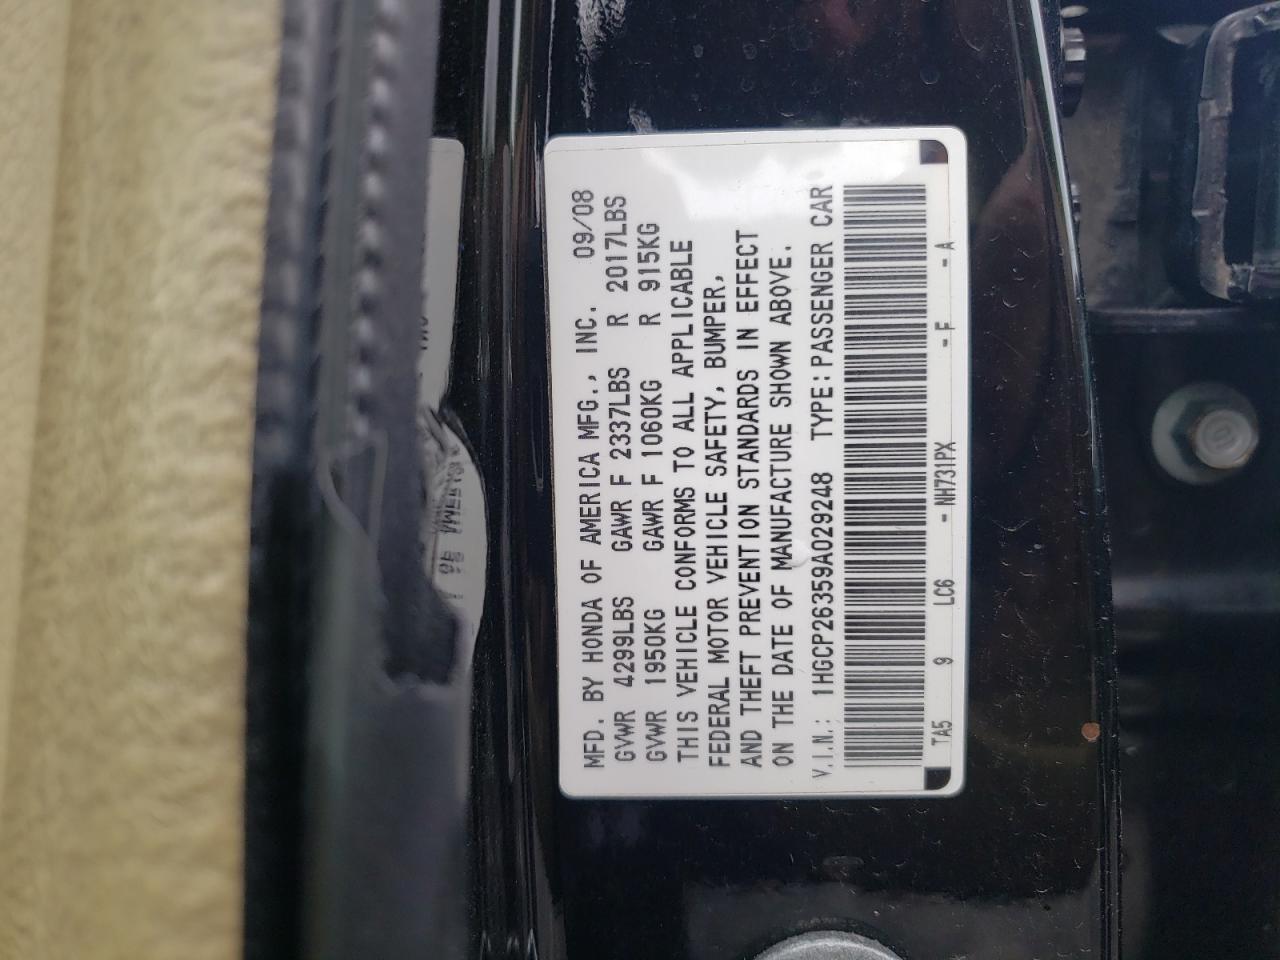 MFD. BY HONDA OF AMERICA MFG., INC. 09/08
GVWR 4299LBS GAWR F 2337LBS R 2017LBS
GVWR 1950KG GAWR F 1060KG R 915KG
THIS VEHICLE CONFORMS TO ALL APPLICABLE
FEDERAL MOTOR VEHICLE SAFETY, BUMPER,
AND THEFT PREVENTION STANDARDS IN EFFECT
ON THE DATE OF MANUFACTURE SHOWN ABOVE.
V.I.N.: 1HGCP26359A029248 TYPE:PASSENGER CAR
TA5 9 LC6 - NH731PX -F -A